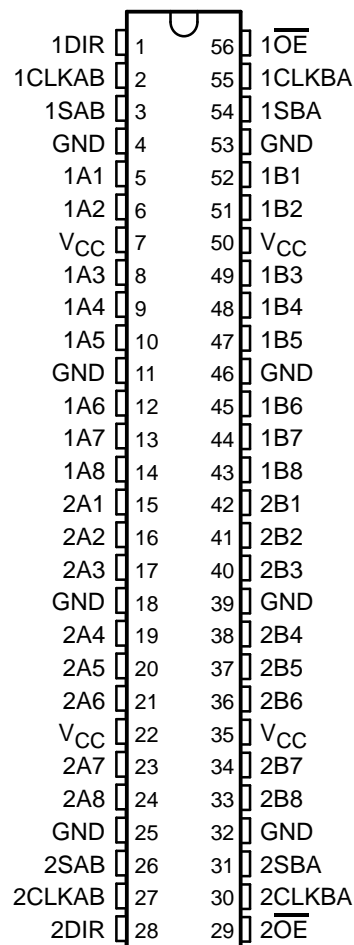 1DIR 1 56 1O̅E̅
1CLKAB 2 55 1CLKBA
1SAB 3 54 1SBA
GND 4 53 GND
1A1 5 52 1B1
1A2 6 51 1B2
VCC 7 50 VCC
1A3 8 49 1B3
1A4 9 48 1B4
1A5 10 47 1B5
GND 11 46 GND
1A6 12 45 1B6
1A7 13 44 1B7
1A8 14 43 1B8
2A1 15 42 2B1
2A2 16 41 2B2
2A3 17 40 2B3
GND 18 39 GND
2A4 19 38 2B4
2A5 20 37 2B5
2A6 21 36 2B6
VCC 22 35 VCC
2A7 23 34 2B7
2A8 24 33 2B8
GND 25 32 GND
2SAB 26 31 2SBA
2CLKAB 27 30 2CLKBA
2DIR 28 29 2O̅E̅